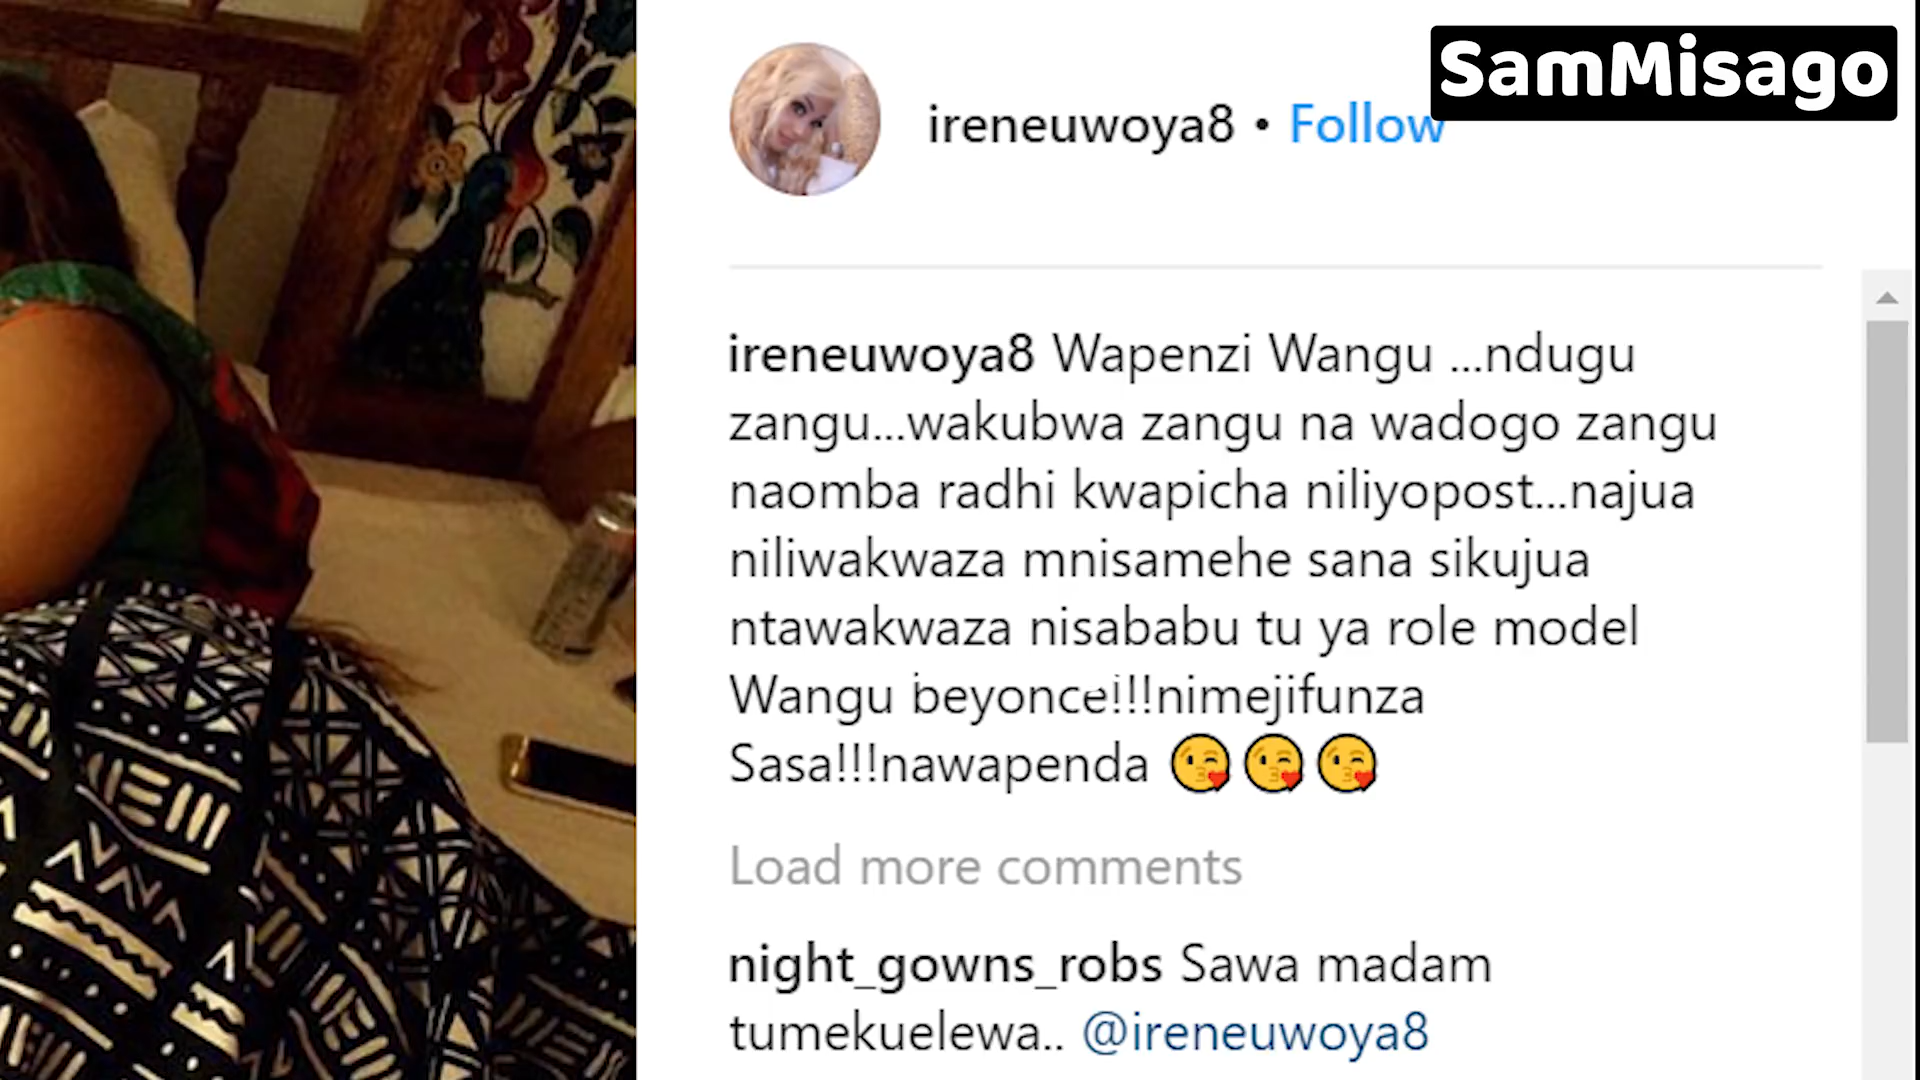 SamMisago
ireneuwoya8 • Follow
ireneuwoya8 Wapenzi Wangu ...ndugu
zangu...wakubwa zangu na wadogo zangu
naomba radhi kwapicha niliyopost...najua
niliwakwaza mnisamehe sana sikujua
ntawakwaza nisababu tu ya role model
Wangu beyonce!!!nimejifunza
Sasa!!!nawapenda 😘😘😘
Load more comments
night_gowns_robs Sawa madam
tumekuelewa.. @ireneuwoya8